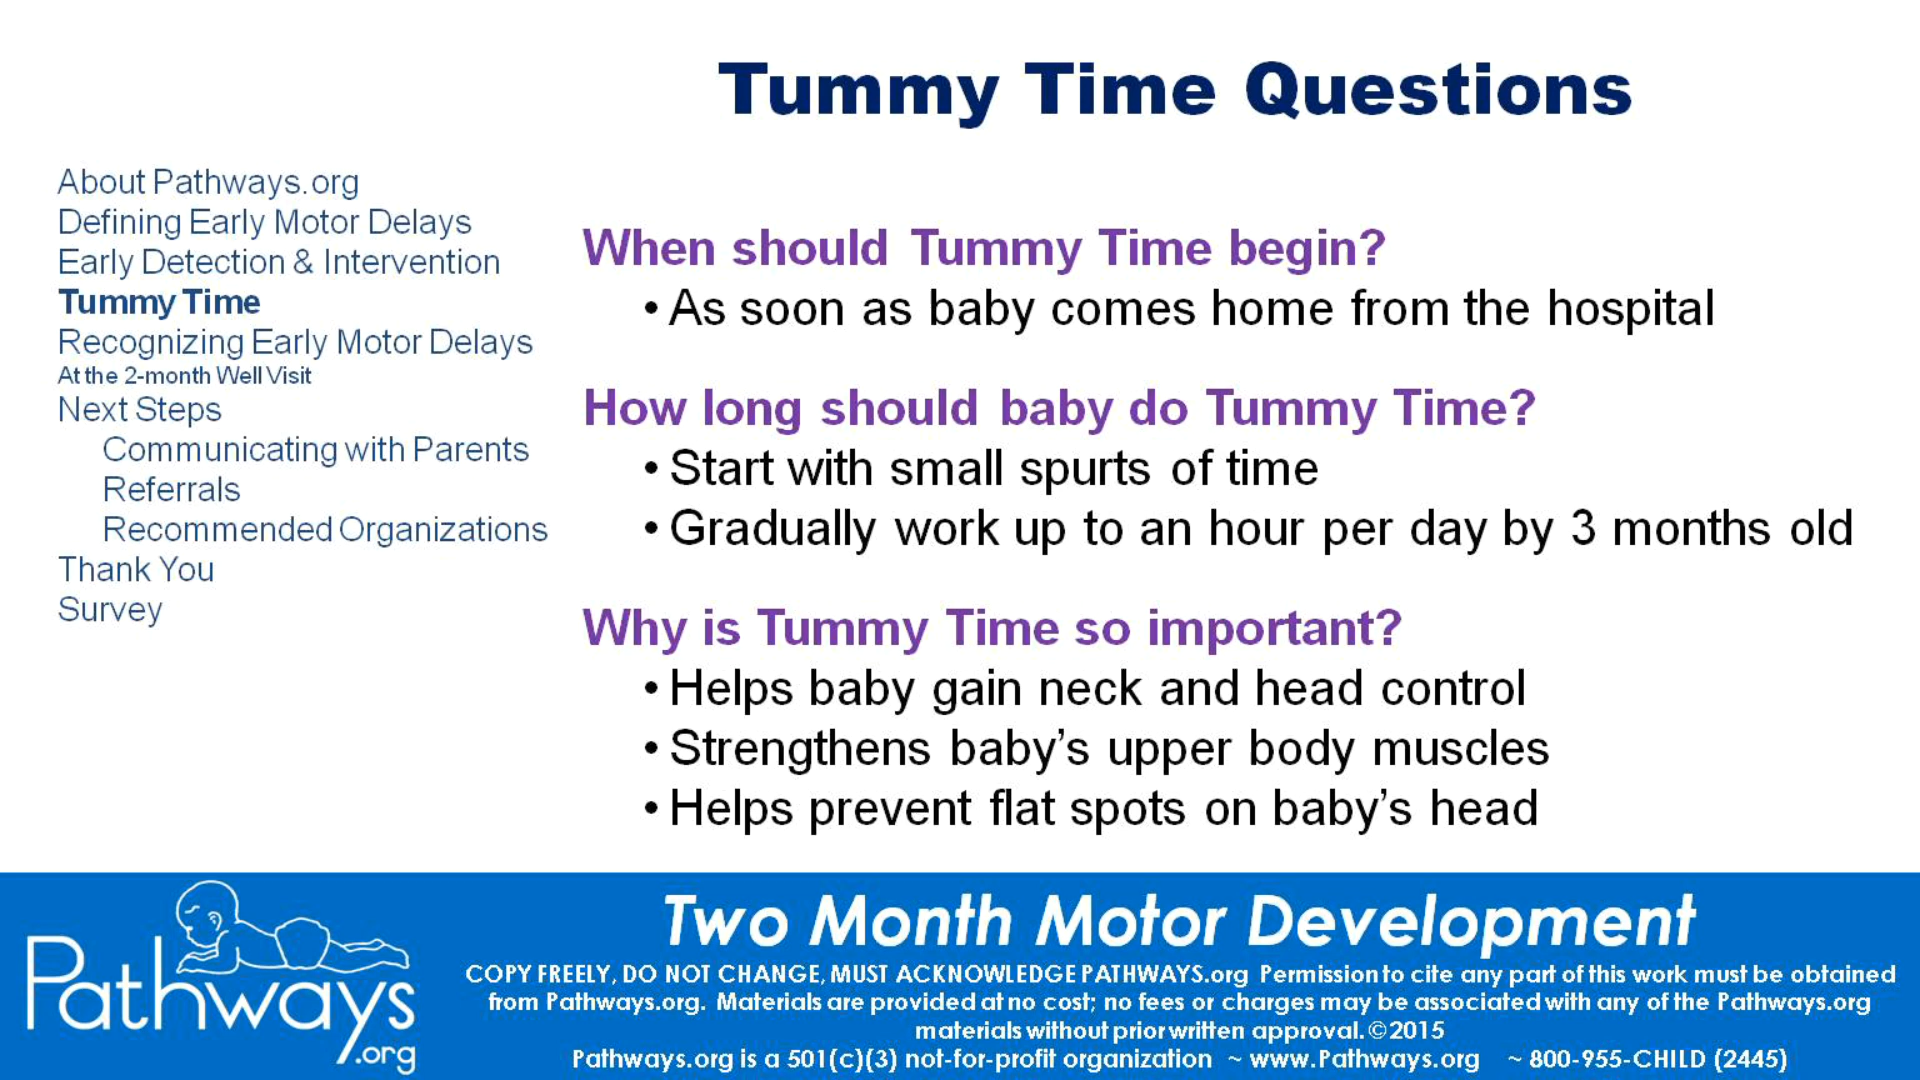 Tummy Time Questions
About Pathways.org
Defining Early Motor Delays
Early Detection & Intervention
Tummy Time
Recognizing Early Motor Delays
At the 2-month Well Visit
Next Steps
Communicating with Parents
Referrals
Recommended Organizations
Thank You
Survey
When should Tummy Time begin?
• As soon as baby comes home from the hospital
How long should baby do Tummy Time?
• Start with small spurts of time
• Gradually work up to an hour per day by 3 months old
Why is Tummy Time so important?
• Helps baby gain neck and head control
• Strengthens baby's upper body muscles
• Helps prevent flat spots on baby's head
Pathways
.org
Two Month Motor Development
COPY FREELY, DO NOT CHANGE, MUST ACKNOWLEDGE PATHWAYS.org Permission to cite any part of this work must be obtained
from Pathways.org. Materials are provided at no cost; no fees or charges may be associated with any of the Pathways.org
materials without prior written approval. ©2015
Pathways.org is a 501(c)(3) not-for-profit organization ~ www.Pathways.org ~ 800-955-CHILD (2445)